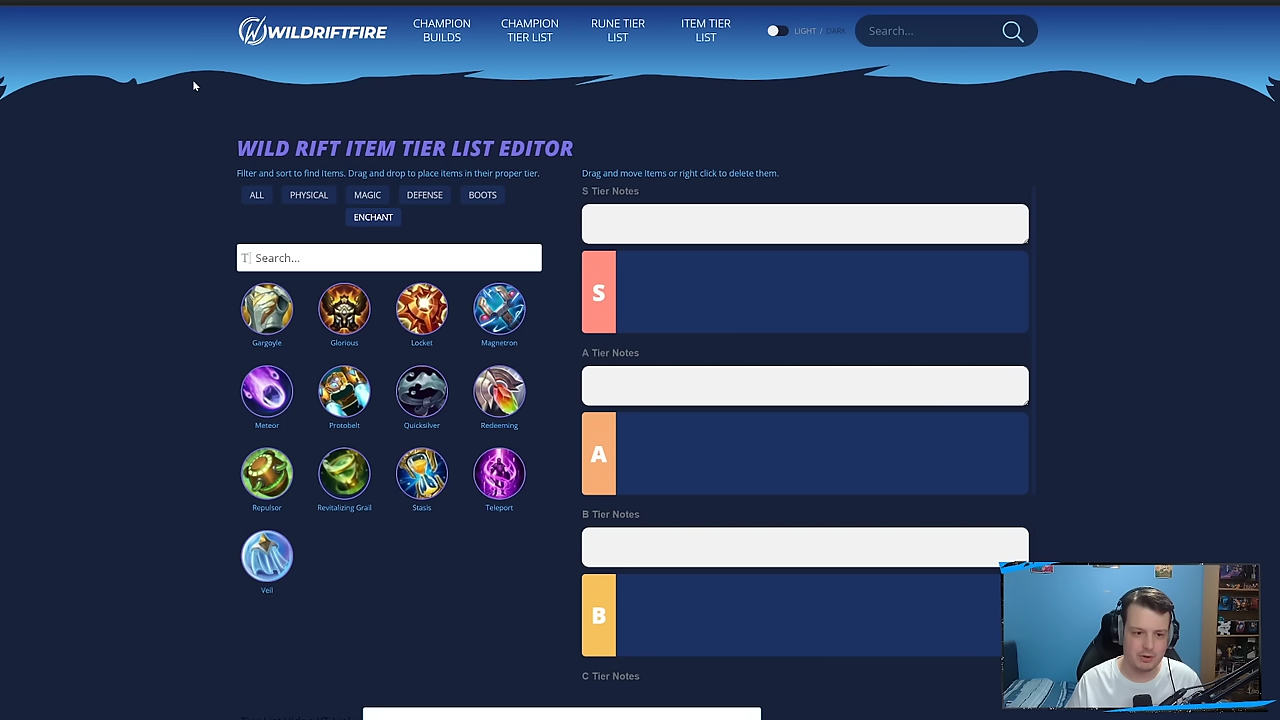 WILDRIFTFIRE
CHAMPION
BUILDS
CHAMPION
TIER LIST
RUNE TIER
LIST
ITEM TIER
LIST
LIGHT / DARK
Search...
WILD RIFT ITEM TIER LIST EDITOR
Filter and sort to find items. Drag and drop to place items in their proper tier.
ALL PHYSICAL MAGIC DEFENSE BOOTS
ENCHANT
Search...
Gargoyle Glorious Locket Magnetron
Meteor Protobelt Quicksilver Redeeming
Repulsor Revitalizing Grail Stasis Teleport
Veil
Drag and move items or right click to delete them.
S Tier Notes
S
A Tier Notes
A
B Tier Notes
B
C Tier Notes